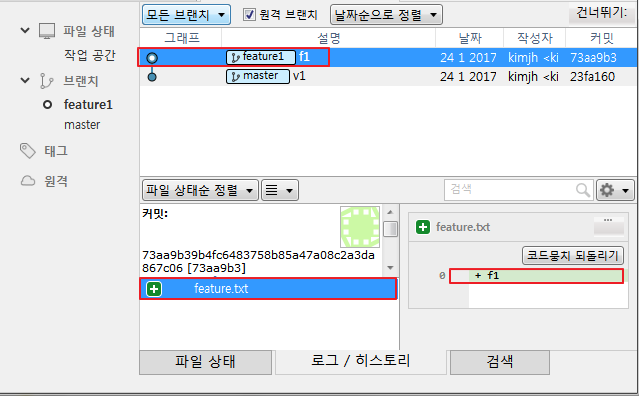 모든 브랜치 원격 브랜치 날짜순으로 정렬 건너뛰기:
파일 상태
작업 공간
브랜치
feature1
master
태그
원격
그래프 설명 날짜 작성자 커밋
feature1 f1 24 1 2017 kimjh <ki 73aa9b3
master v1 24 1 2017 kimjh <ki 23fa160
파일 상태순 정렬 검색
커밋:
73aa9b39b4fc6483758b85a47a08c2a3da
867c06 [73aa9b3]
feature.txt
feature.txt
코드뭉치 되돌리기
0 + f1
파일 상태 로그 / 히스토리 검색